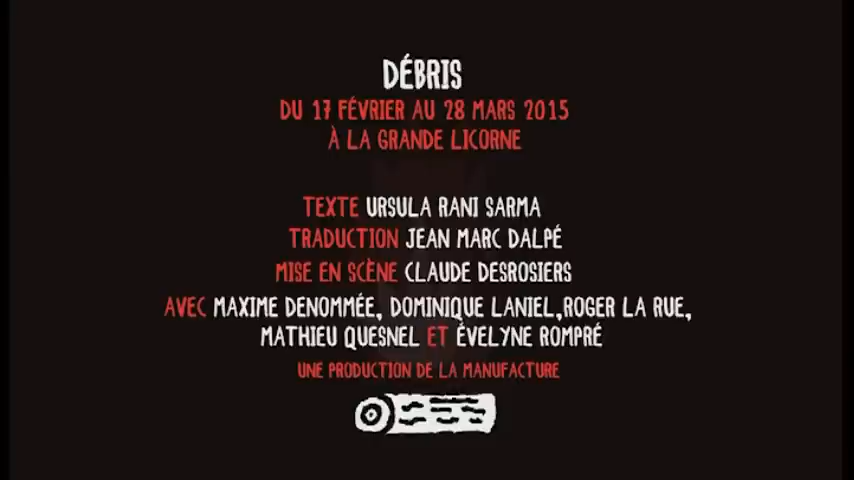 DÉBRIS
DU 17 FÉVRIER AU 28 MARS 2015
À LA GRANDE LICORNE
TEXTE URSULA RANI SARMA
TRADUCTION JEAN MARC DALPÉ
MISE EN SCÈNE CLAUDE DESROSIERS
AVEC MAXIME DENOMMÉE, DOMINIQUE LANIEL,ROGER LA RUE,
MATHIEU QUESNEL ET ÉVELYNE ROMPRÉ
UNE PRODUCTION DE LA MANUFACTURE